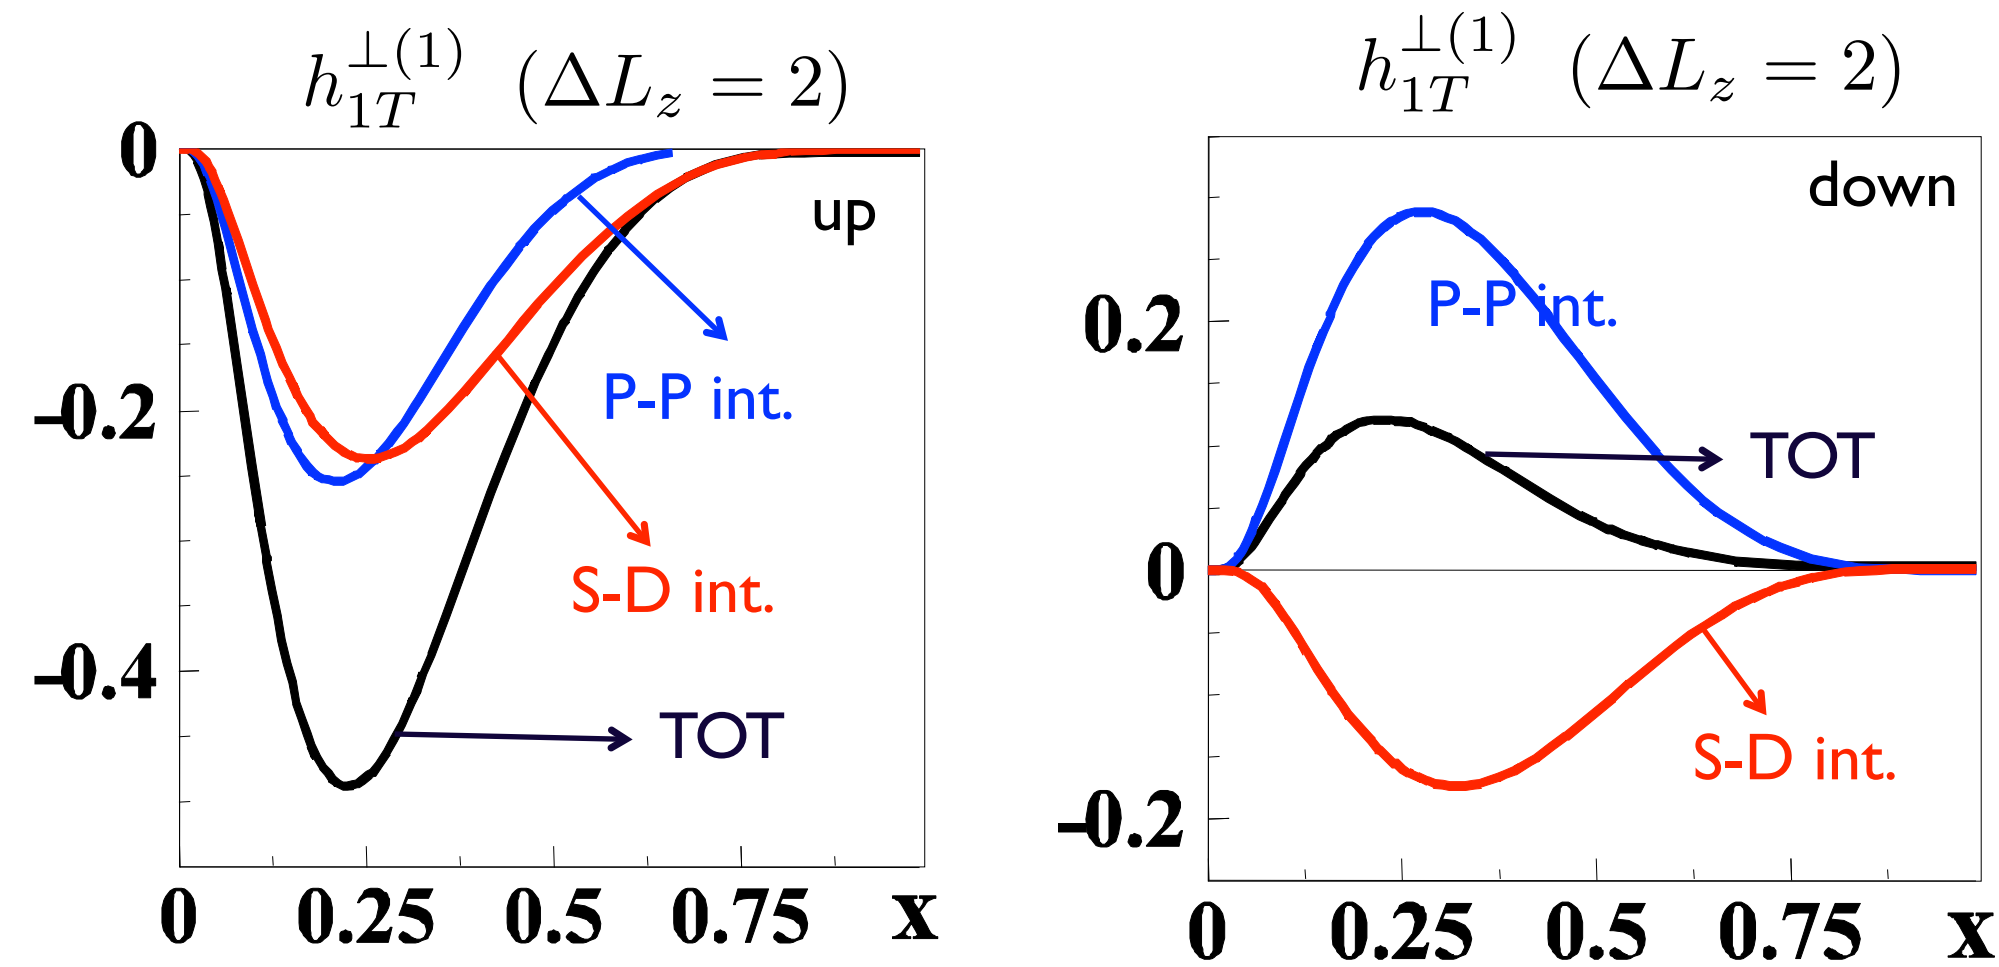 h_{1T}^{⊥(1)} (ΔL_z = 2)
0
up
P-P int.
-0.2
S-D int.
-0.4
TOT
0 0.25 0.5 0.75 x
h_{1T}^{⊥(1)} (ΔL_z = 2)
down
P-P int.
0.2
TOT
0
S-D int.
-0.2
0 0.25 0.5 0.75 x